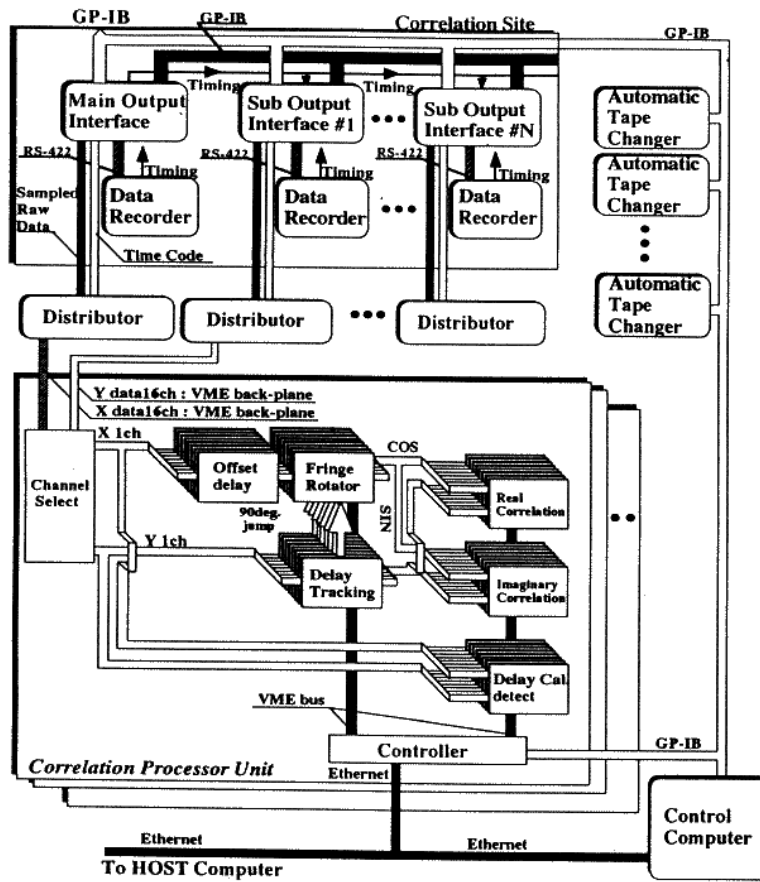 GP-IB
GP-IB
Correlation Site
GP-IB
Timing
Timing
Main Output
Interface
Sub Output
Interface #1
Sub Output
Interface #N
Automatic
Tape
Changer
RS-422
Timing
RS-422
Timing
RS-422
Timing
Automatic
Tape
Changer
Sampled
Raw
Data
Data
Recorder
Data
Recorder
Data
Recorder
Time Code
Automatic
Tape
Changer
Distributor
Distributor
Distributor
Y data16ch : VME back-plane
X data16ch : VME back-plane
X 1ch
COS
Channel
Select
Offset
delay
Fringe
Rotator
Real
Correlation
90deg.
jump
SIN
Y 1ch
Delay
Tracking
Imaginary
Correlation
Delay Cal.
detect
VME bus
Controller
GP-IB
Correlation Processor Unit
Ethernet
Control
Computer
Ethernet
Ethernet
To HOST Computer